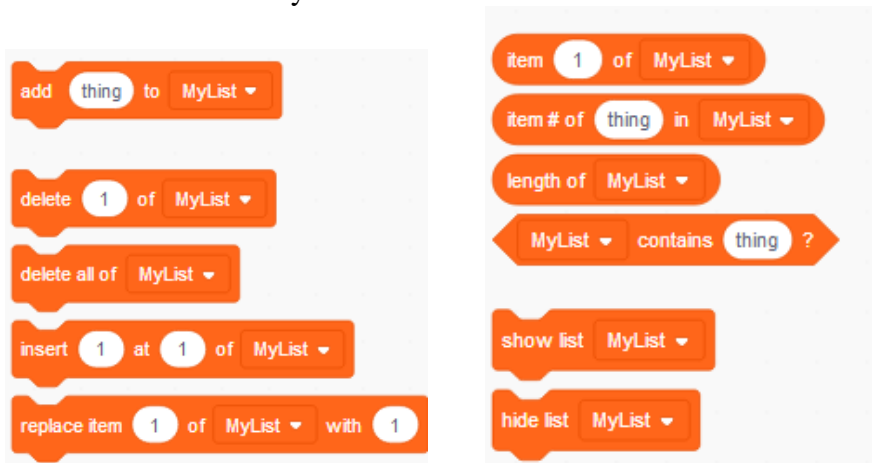 add thing to MyList
delete 1 of MyList
delete all of MyList
insert 1 at 1 of MyList
replace item 1 of MyList with 1
item 1 of MyList
item # of thing in MyList
length of MyList
MyList contains thing ?
show list MyList
hide list MyList